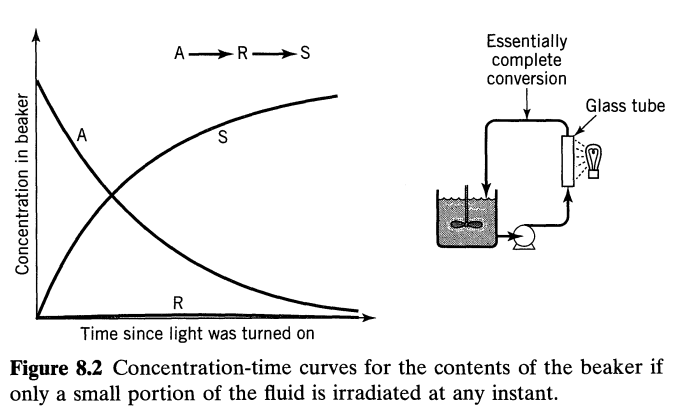 A → R → S
Concentration in beaker
A
S
R
Time since light was turned on
Essentially
complete
conversion
Glass tube
Figure 8.2 Concentration-time curves for the contents of the beaker if
only a small portion of the fluid is irradiated at any instant.